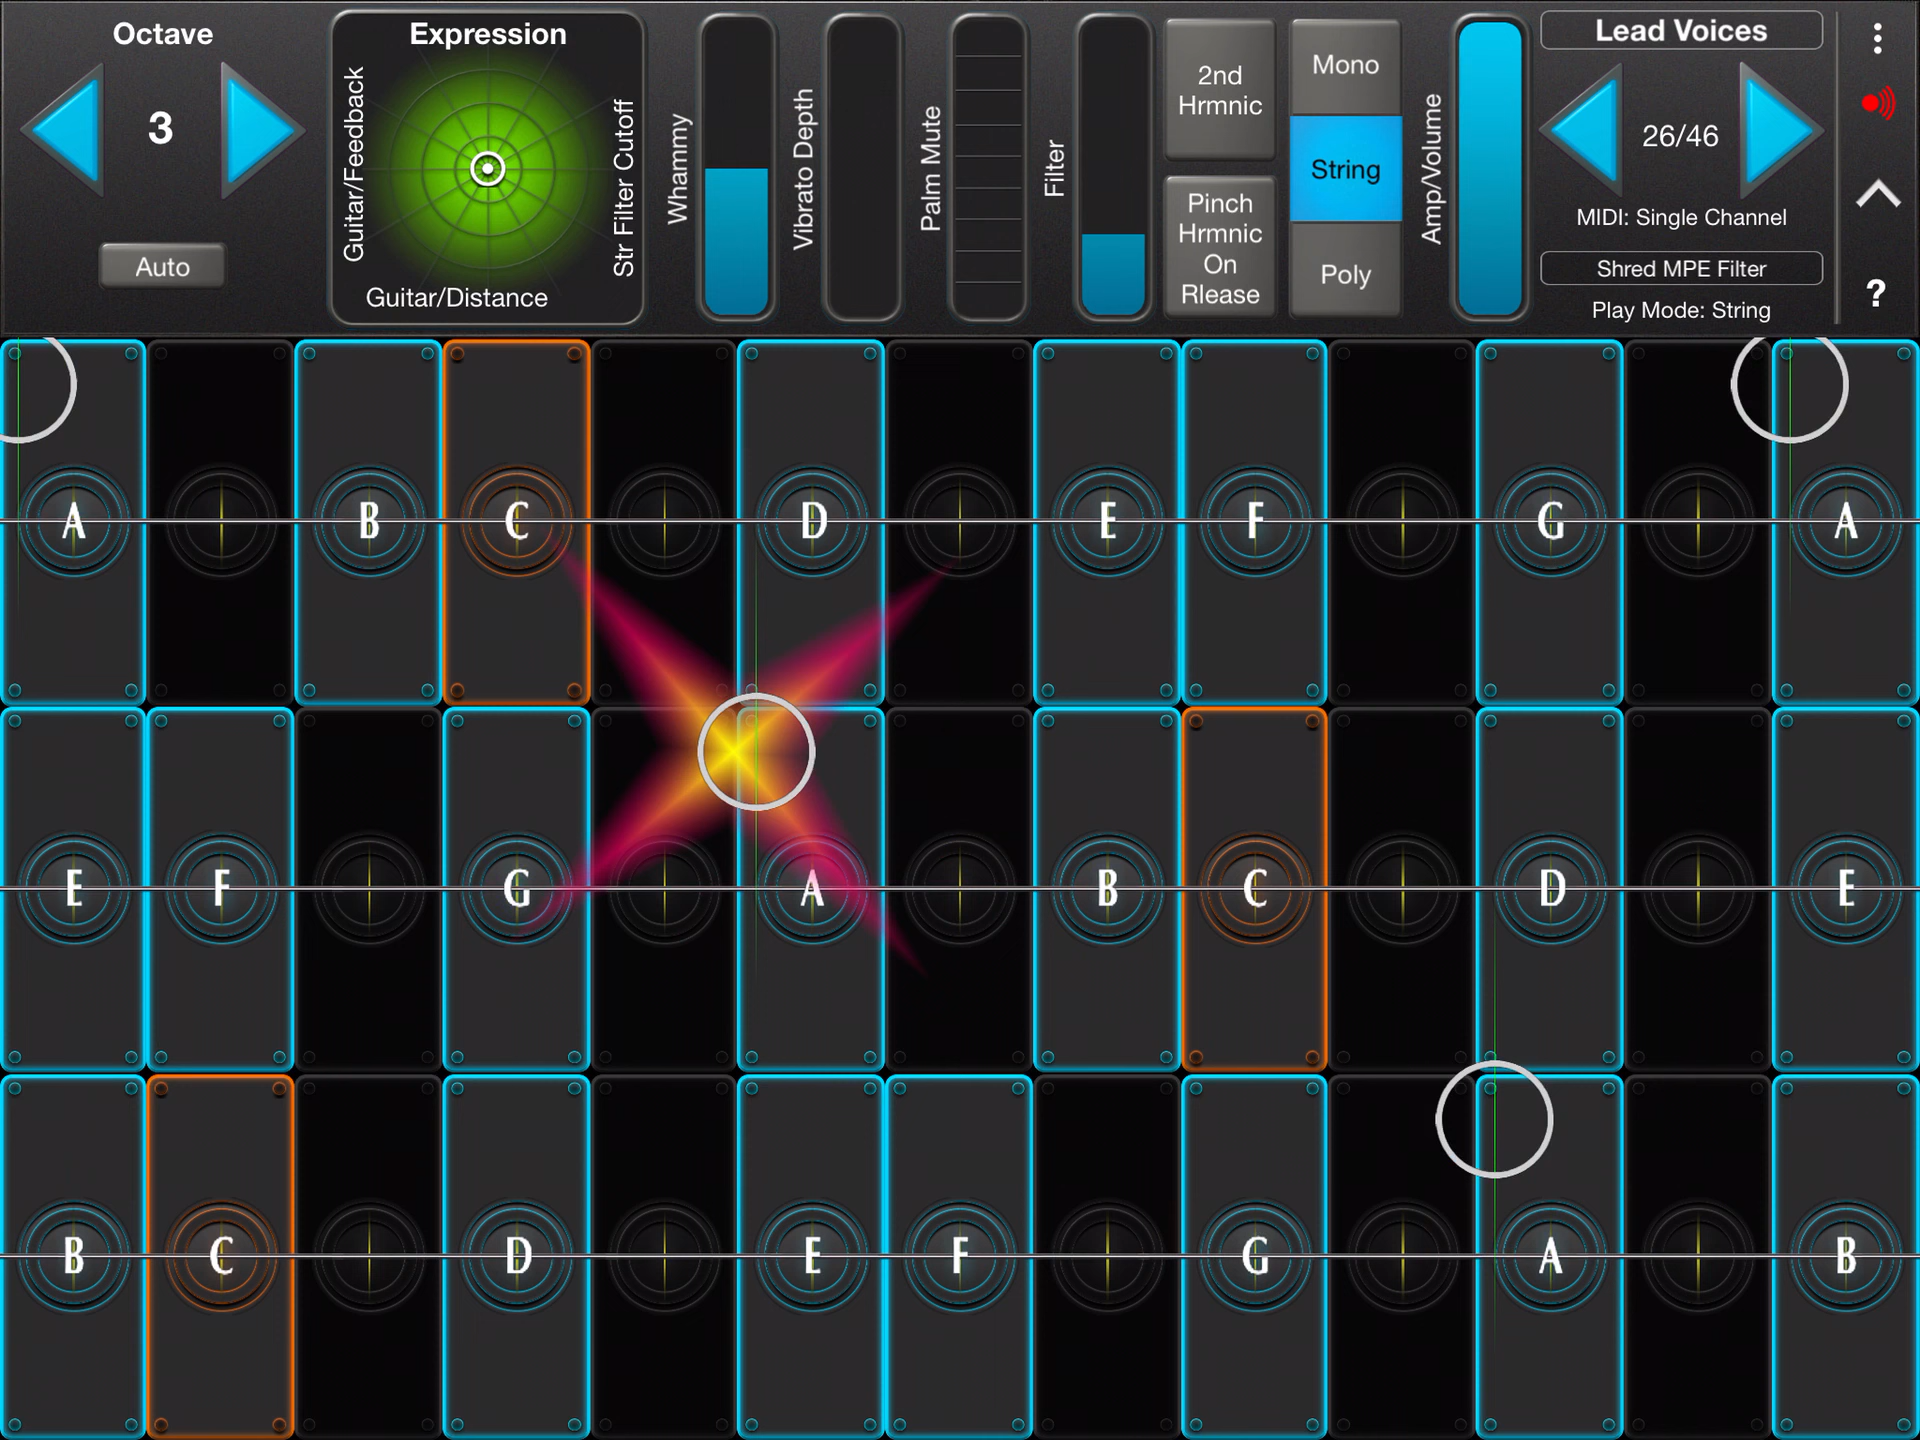 Octave
3
Auto
Expression
Guitar/Feedback
Str Filter Cutoff
Guitar/Distance
Whammy
Vibrato Depth
Palm Mute
Filter
2nd
Hrmnic
Pinch
Hrmnic
On
Rlease
Mono
String
Poly
Amp/Volume
Lead Voices
26/46
MIDI: Single Channel
Shred MPE Filter
Play Mode: String
?
A B C D E F G A
E F G A B C D E
B C D E F G A B